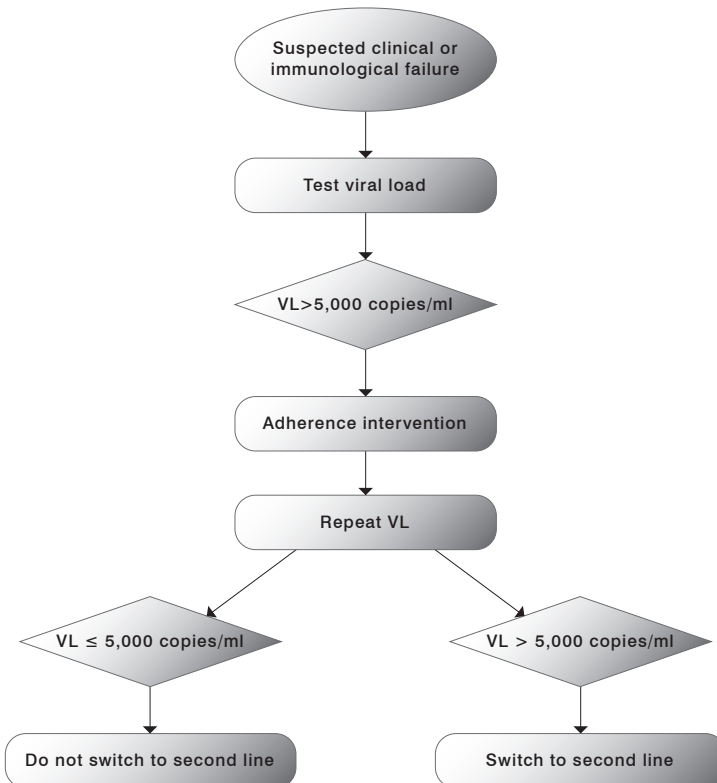 Suspected clinical or
immunological failure
Test viral load
VL>5,000 copies/ml
Adherence intervention
Repeat VL
VL ≤ 5,000 copies/ml
VL > 5,000 copies/ml
Do not switch to second line
Switch to second line